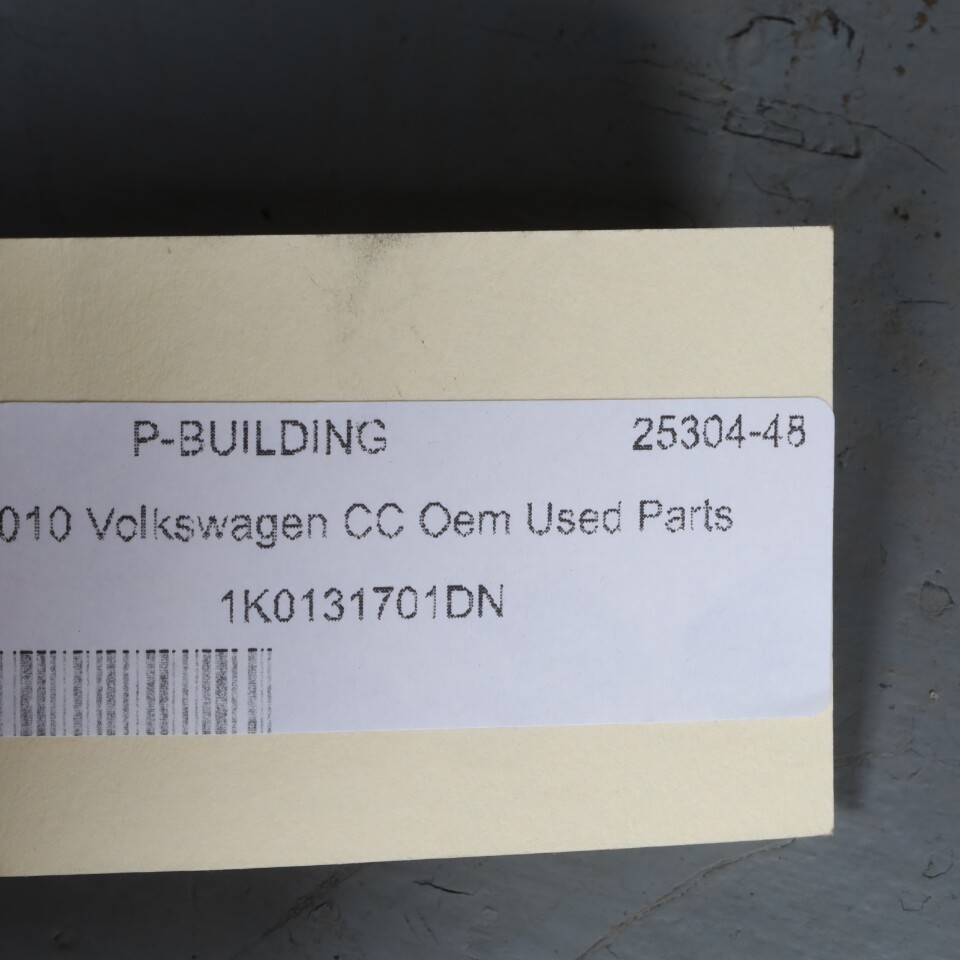 P-BUILDING 25304-48
010 Volkswagen CC Oem Used Parts
1K0131701DN